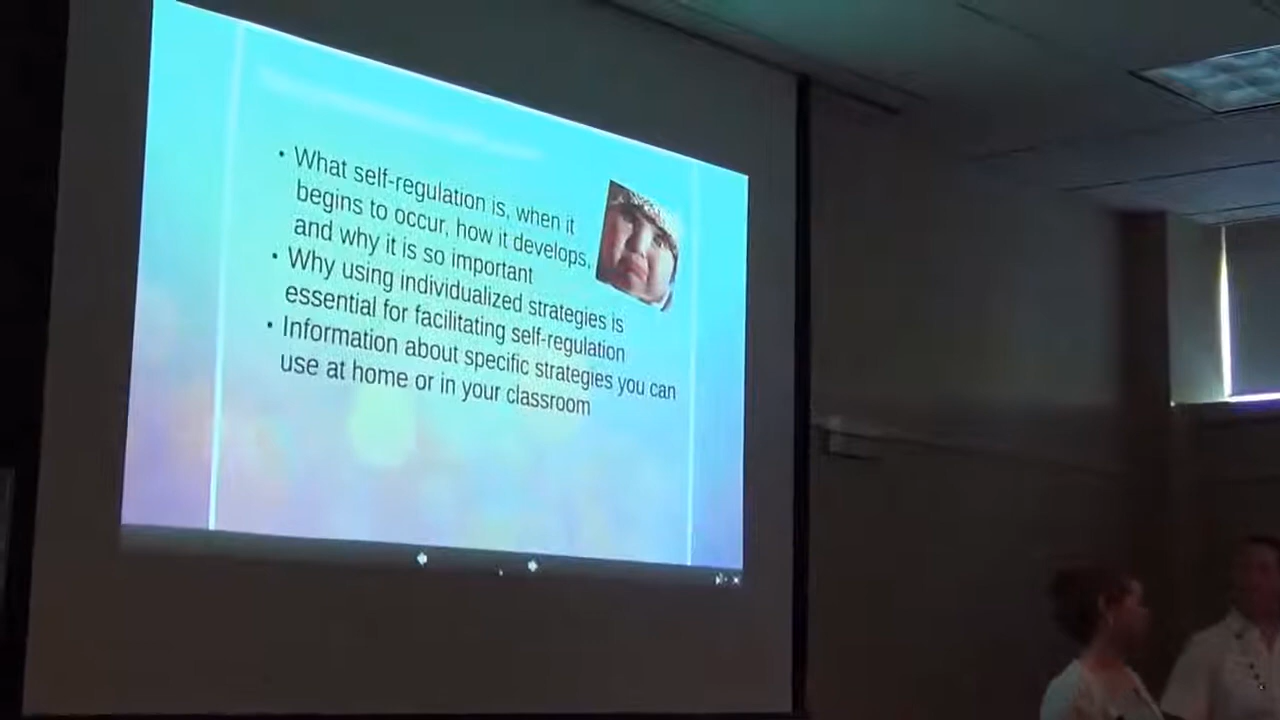 • What self-regulation is, when it
begins to occur, how it develops,
and why it is so important
• Why using individualized strategies is
essential for facilitating self-regulation
• Information about specific strategies you can
use at home or in your classroom